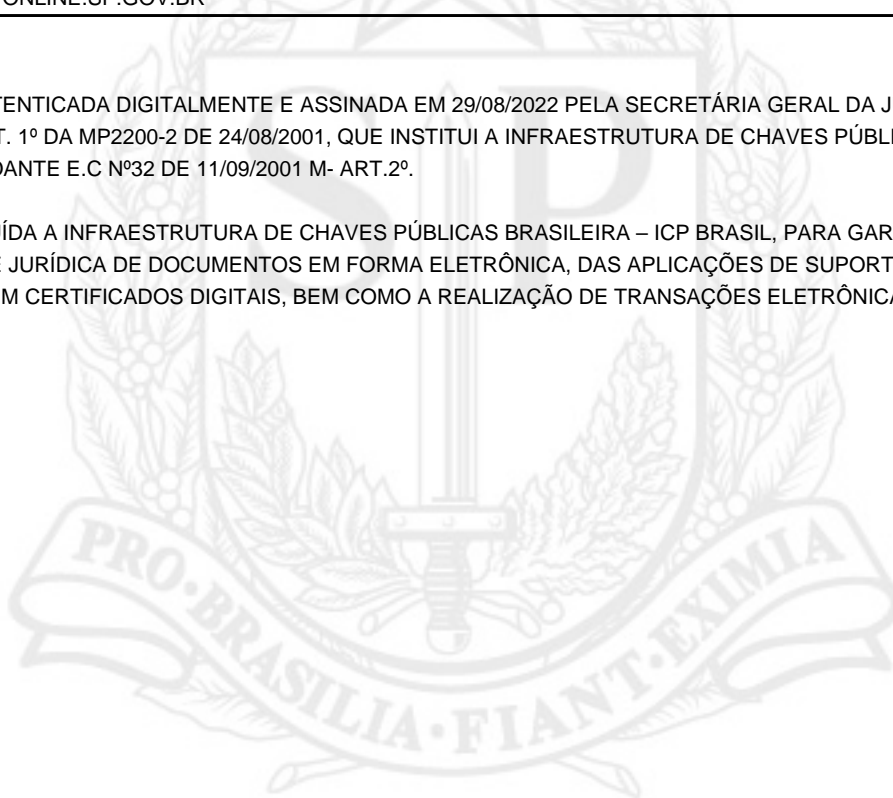 ONLINE.SP.GOV.BR
TENTICADA DIGITALMENTE E ASSINADA EM 29/08/2022 PELA SECRETÁRIA GERAL DA J
T. 1º DA MP2200-2 DE 24/08/2001, QUE INSTITUI A INFRAESTRUTURA DE CHAVES PÚBL
DANTE E.C Nº32 DE 11/09/2001 M- ART.2º.
UÍDA A INFRAESTRUTURA DE CHAVES PÚBLICAS BRASILEIRA – ICP BRASIL, PARA GAR
E JURÍDICA DE DOCUMENTOS EM FORMA ELETRÔNICA, DAS APLICAÇÕES DE SUPORT
M CERTIFICADOS DIGITAIS, BEM COMO A REALIZAÇÃO DE TRANSAÇÕES ELETRÔNICA
SP
PRO·BRASILIA·FIANT·EXIMIA